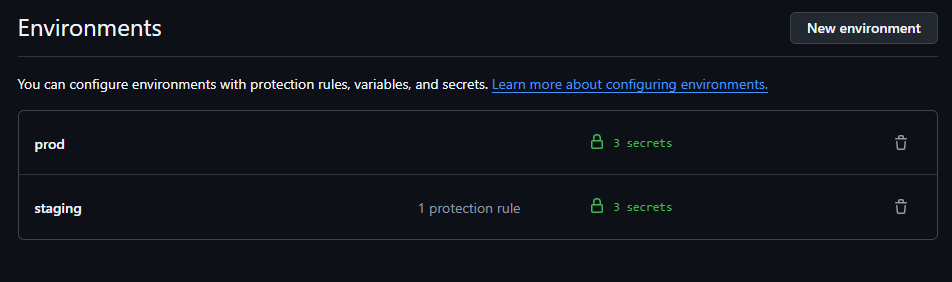 Environments
New environment
You can configure environments with protection rules, variables, and secrets. Learn more about configuring environments.
prod
3 secrets
staging
1 protection rule
3 secrets